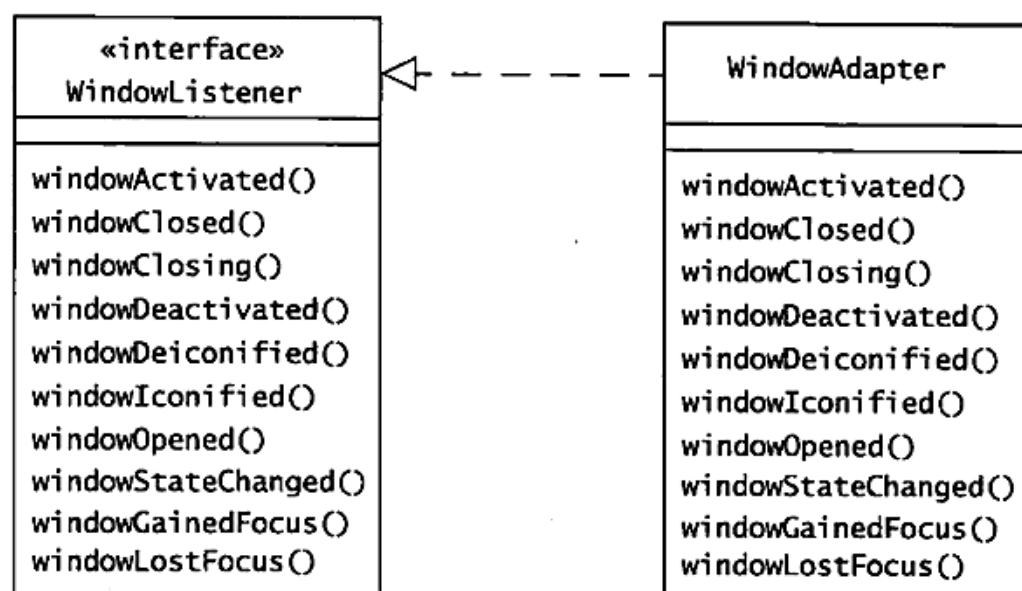 «interface»
WindowListener
windowActivated()
windowClosed()
windowClosing()
windowDeactivated()
windowDeiconified()
windowIconified()
windowOpened()
windowStateChanged()
windowGainedFocus()
windowLostFocus()
WindowAdapter
windowActivated()
windowClosed()
windowClosing()
windowDeactivated()
windowDeiconified()
windowIconified()
windowOpened()
windowStateChanged()
windowGainedFocus()
windowLostFocus()